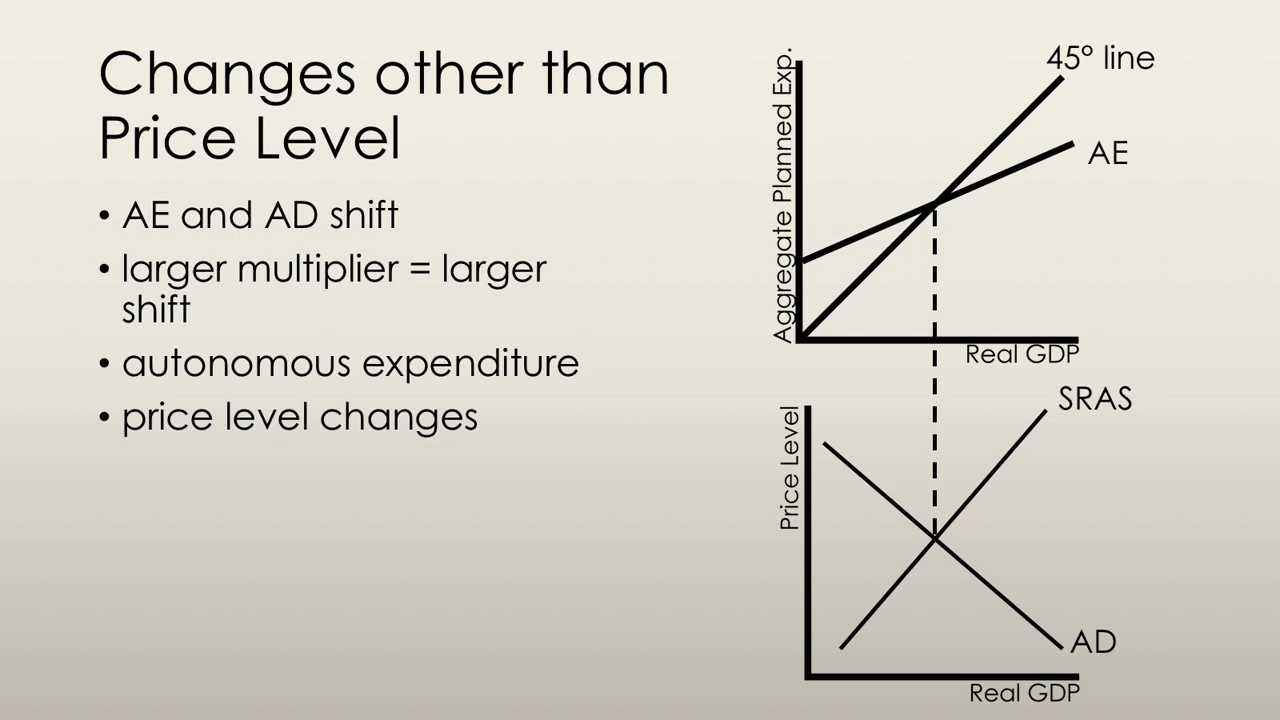 Changes other than
Price Level
• AE and AD shift
• larger multiplier = larger
shift
• autonomous expenditure
• price level changes
Aggregate Planned Exp.
45° line
AE
Real GDP
Price Level
SRAS
AD
Real GDP